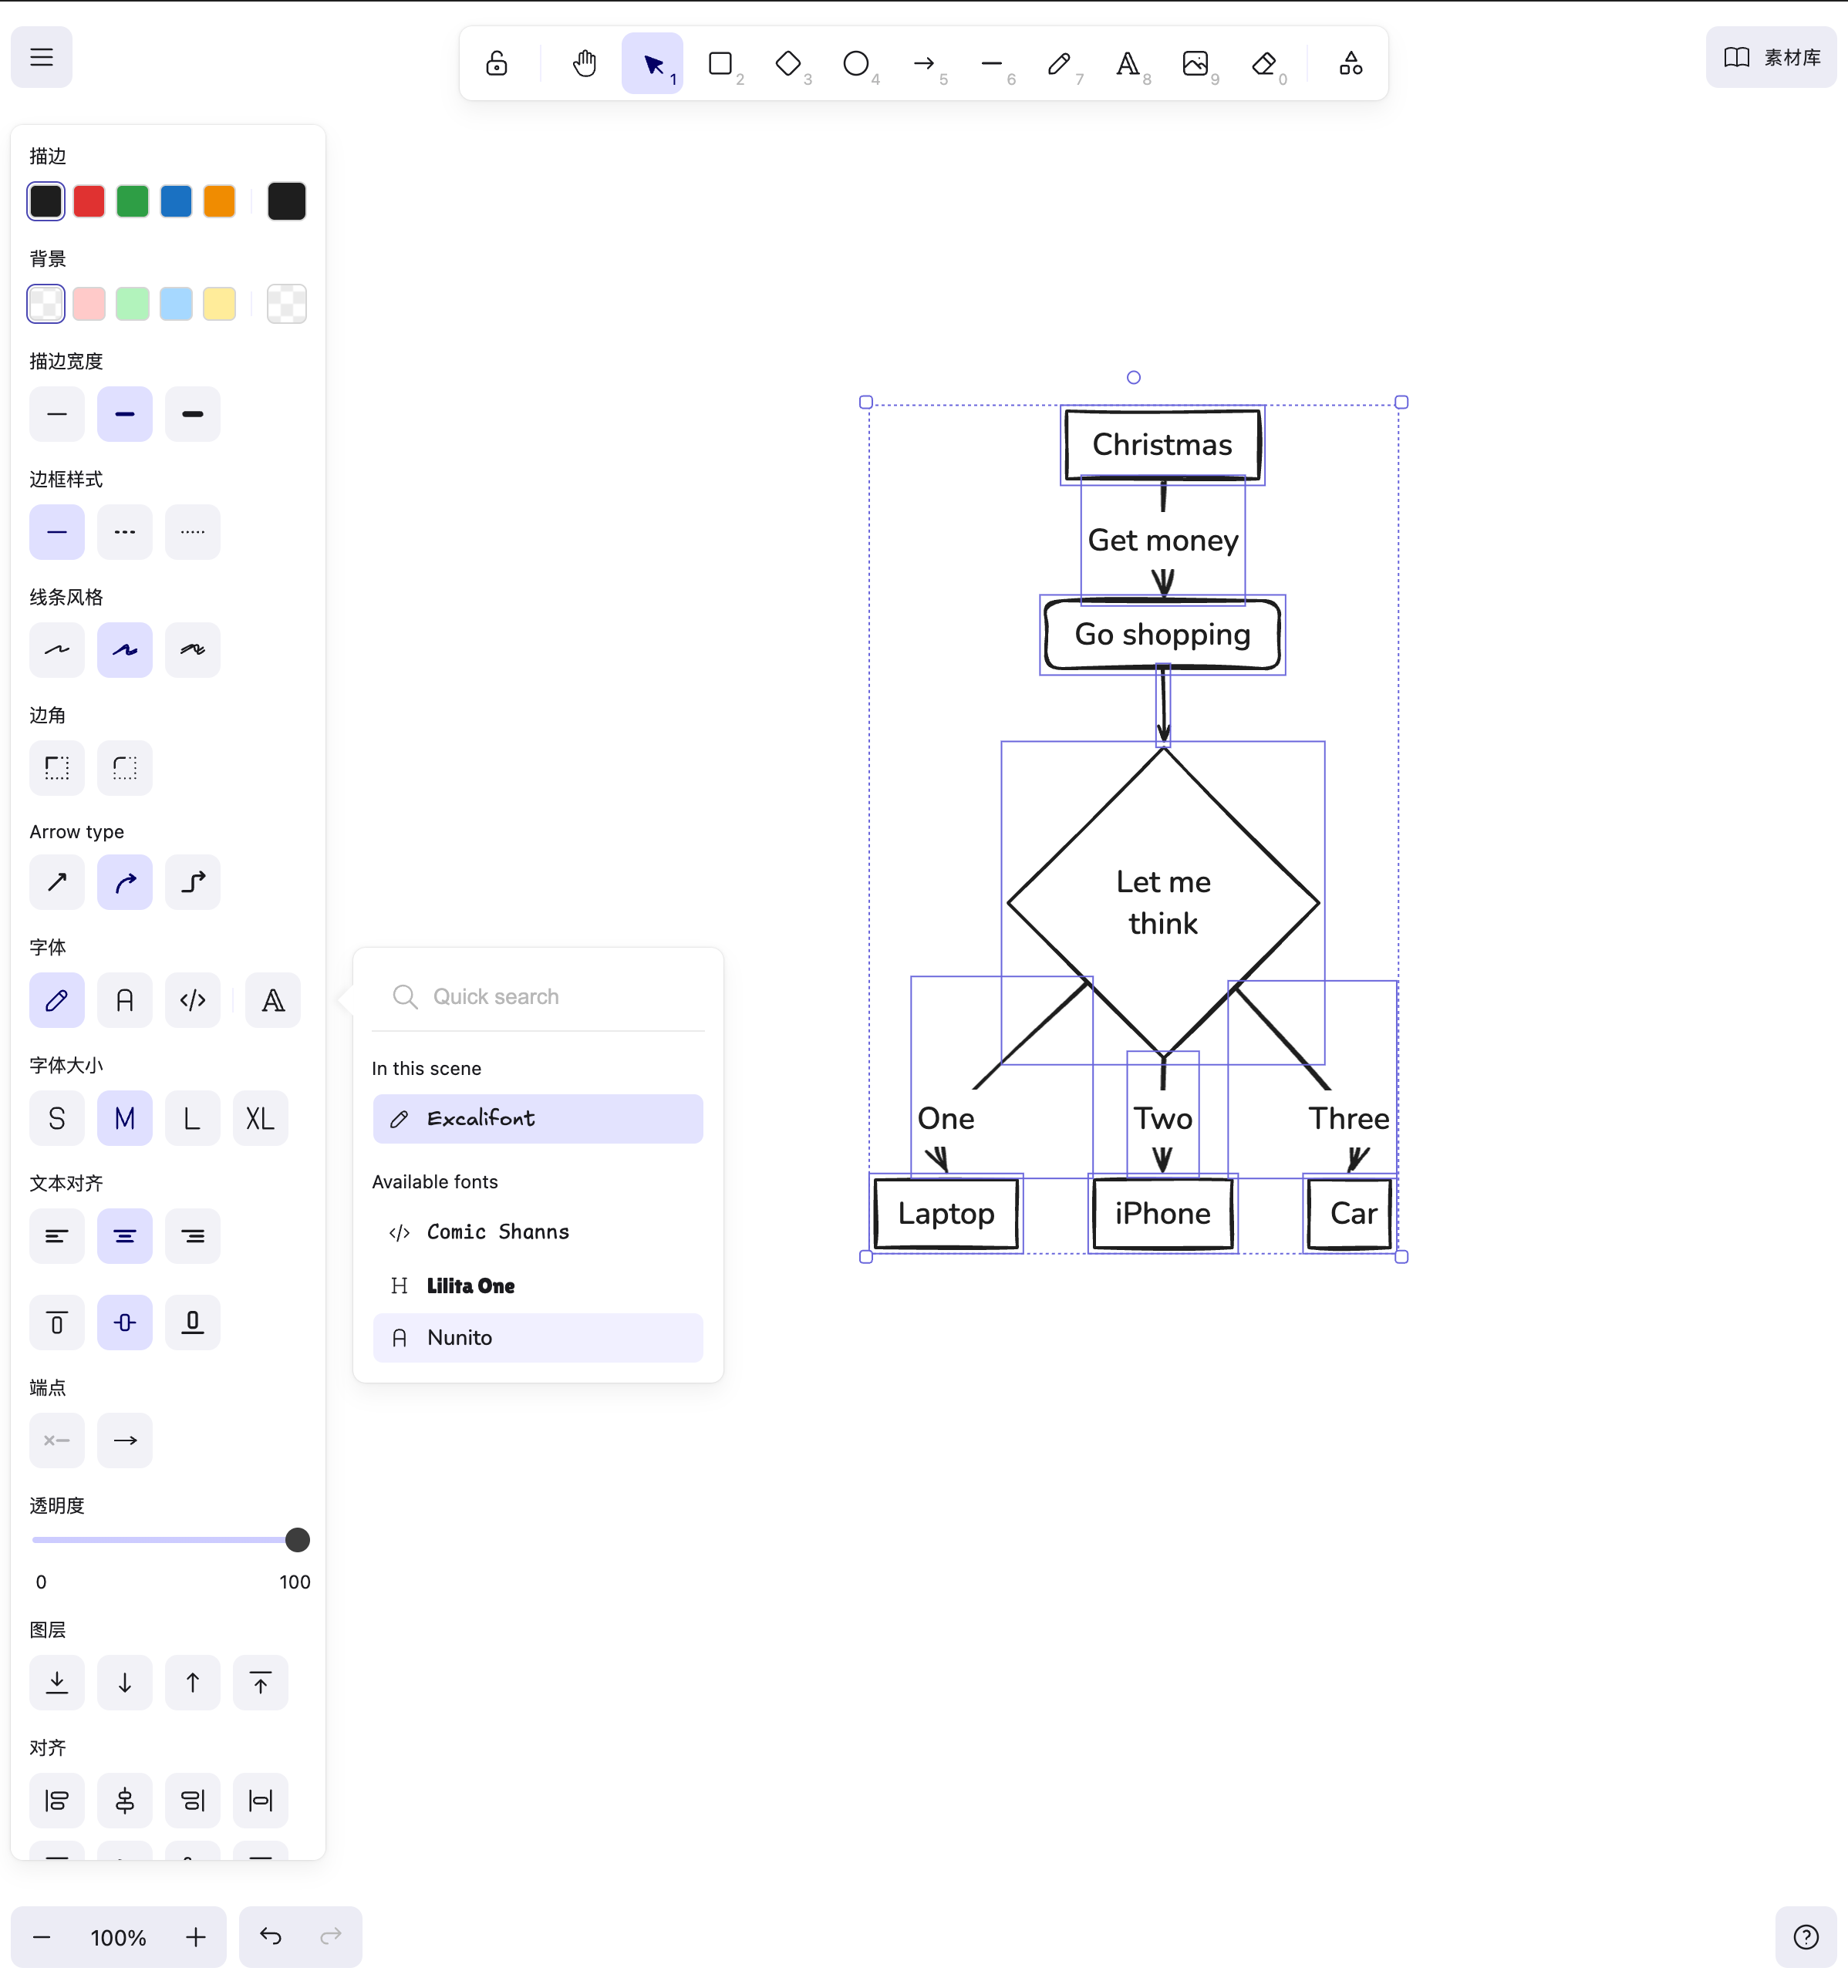 1
2
3
4
5
6
7
8
9
0
素材库
描边
背景
描边宽度
边框样式
线条风格
边角
Arrow type
字体
字体大小
S
M
L
XL
文本对齐
端点
透明度
0
100
图层
对齐
100%
Quick search
In this scene
Excalifont
Available fonts
Comic Shanns
Lilita One
Nunito
Christmas
Get money
Go shopping
Let me
think
One
Two
Three
Laptop
iPhone
Car